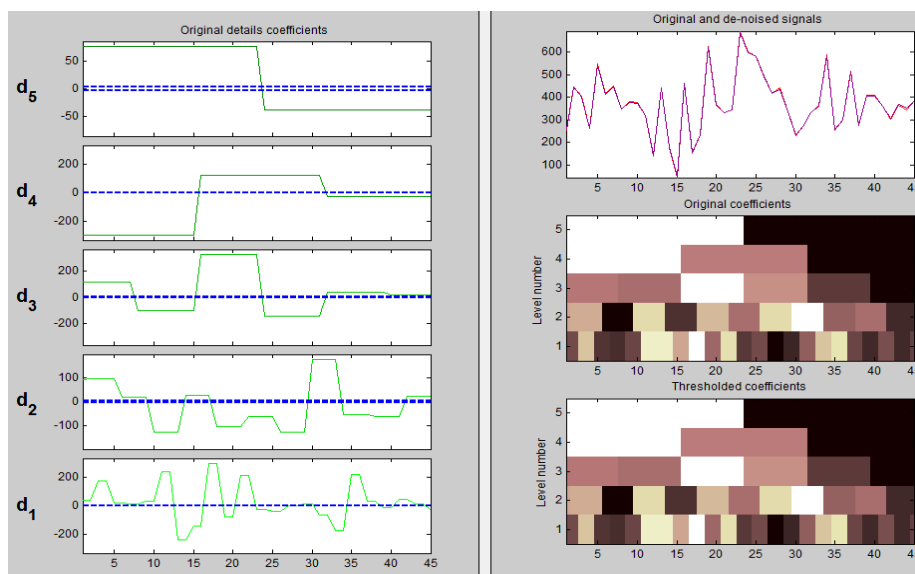 Original details coefficients
d5
50
0
-50
d4
200
0
-200
d3
200
0
-200
d2
100
0
-100
d1
200
0
-200
5 10 15 20 25 30 35 40 45
Original and de-noised signals
600
500
400
300
200
100
5 10 15 20 25 30 35 40 45
Original coefficients
Level number
5
4
3
2
1
5 10 15 20 25 30 35 40 45
Thresholded coefficients
Level number
5
4
3
2
1
5 10 15 20 25 30 35 40 45